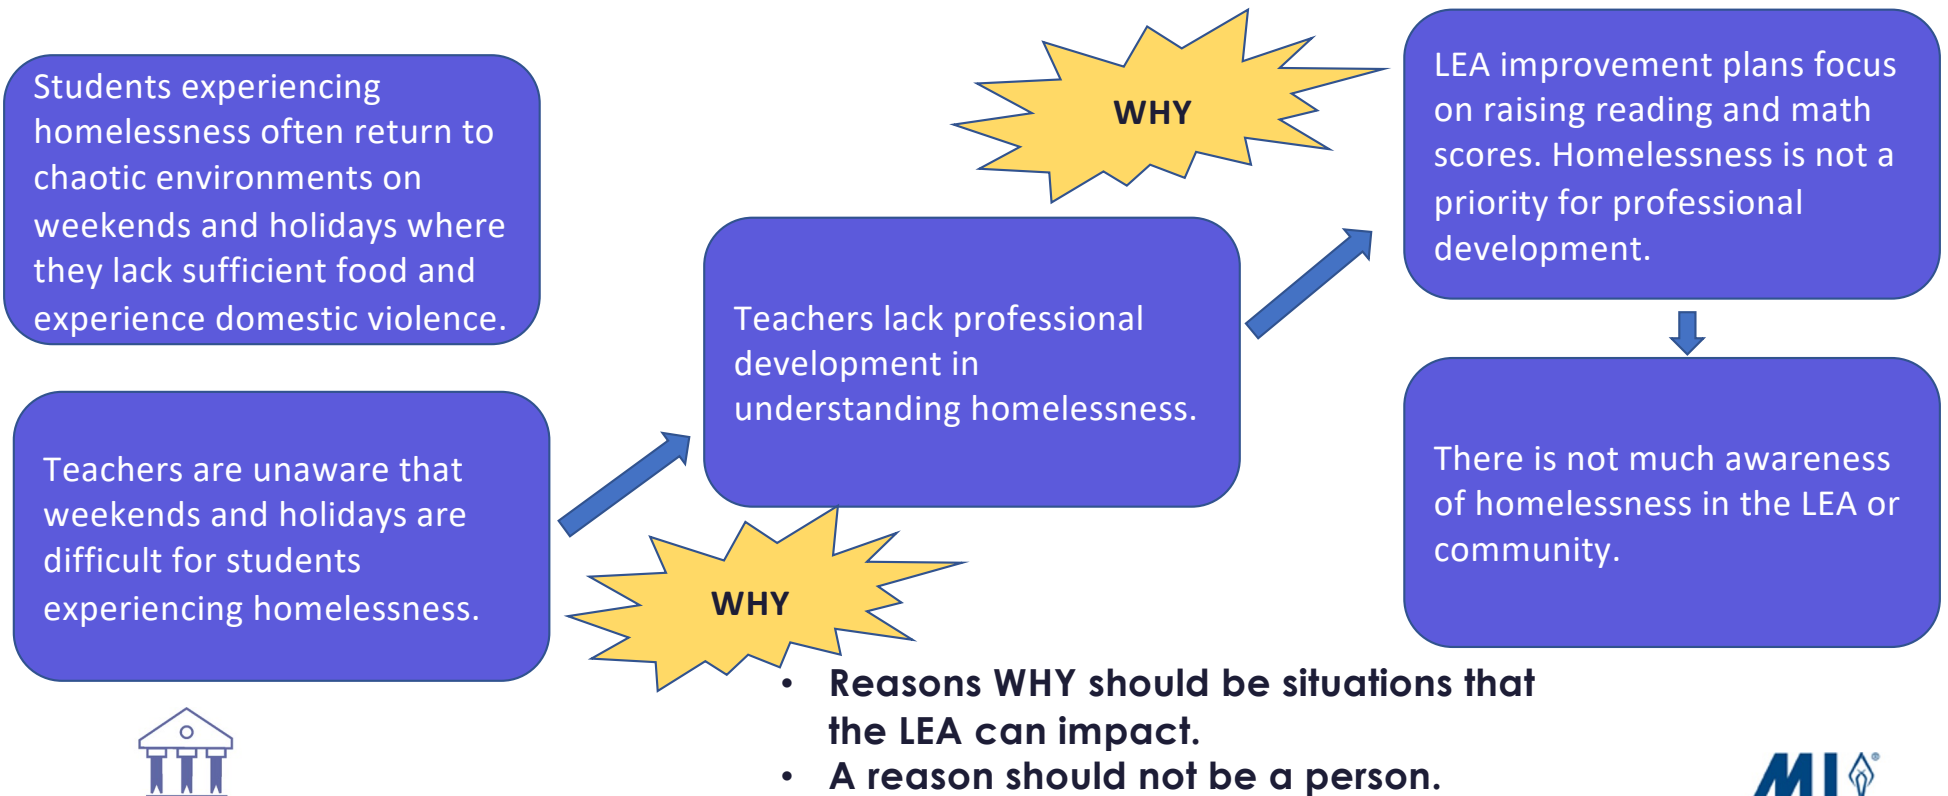 Students experiencing
homelessness often return to
chaotic environments on
weekends and holidays where
they lack sufficient food and
experience domestic violence.
Teachers are unaware that
weekends and holidays are
difficult for students
experiencing homelessness.
WHY
Teachers lack professional
development in
understanding homelessness.
WHY
LEA improvement plans focus
on raising reading and math
scores. Homelessness is not a
priority for professional
development.
There is not much awareness
of homelessness in the LEA or
community.
• Reasons WHY should be situations that
the LEA can impact.
• A reason should not be a person.
MI